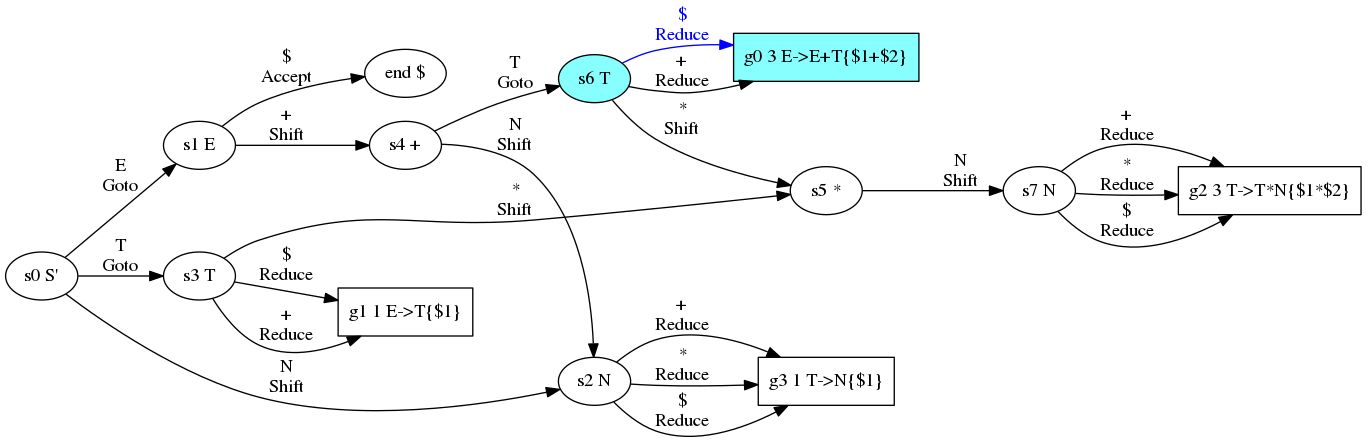 $
Reduce
g0 3 E->E+T{$1+$2}
$
Accept
end $
T
Goto
s6 T
+
Reduce
*
Shift
+
Shift
s1 E
s4 +
N
Shift
+
Reduce
E
Goto
*
Shift
s5 *
N
Shift
s7 N
*
Reduce
g2 3 T->T*N{$1*$2}
$
Reduce
s0 S'
T
Goto
s3 T
$
Reduce
g1 1 E->T{$1}
+
Reduce
N
Shift
+
Reduce
s2 N
*
Reduce
g3 1 T->N{$1}
$
Reduce